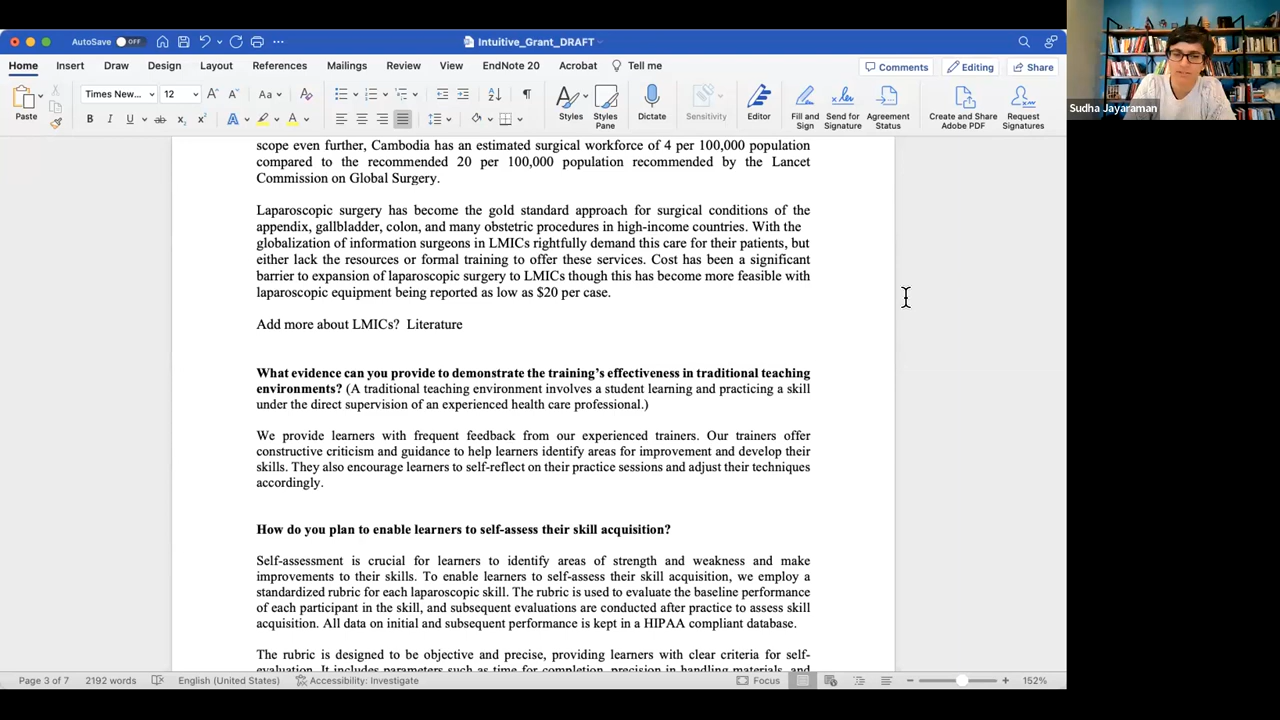 AutoSave OFF
Intuitive_Grant_DRAFT
Home Insert Draw Design Layout References Mailings Review View EndNote 20 Acrobat Tell me
Comments Editing Share
Paste
Times New... 12
Styles
Styles Pane
Dictate
Sensitivity
Editor
Fill and Sign
Send for Signature
Agreement Status
Create and Share Adobe PDF
Request Signatures
Sudha Jayaraman
scope even further, Cambodia has an estimated surgical workforce of 4 per 100,000 population
compared to the recommended 20 per 100,000 population recommended by the Lancet
Commission on Global Surgery.
Laparoscopic surgery has become the gold standard approach for surgical conditions of the
appendix, gallbladder, colon, and many obstetric procedures in high-income countries. With the
globalization of information surgeons in LMICs rightfully demand this care for their patients, but
either lack the resources or formal training to offer these services. Cost has been a significant
barrier to expansion of laparoscopic surgery to LMICs though this has become more feasible with
laparoscopic equipment being reported as low as $20 per case.
Add more about LMICs? Literature
What evidence can you provide to demonstrate the training's effectiveness in traditional teaching
environments? (A traditional teaching environment involves a student learning and practicing a skill
under the direct supervision of an experienced health care professional.)
We provide learners with frequent feedback from our experienced trainers. Our trainers offer
constructive criticism and guidance to help learners identify areas for improvement and develop their
skills. They also encourage learners to self-reflect on their practice sessions and adjust their techniques
accordingly.
How do you plan to enable learners to self-assess their skill acquisition?
Self-assessment is crucial for learners to identify areas of strength and weakness and make
improvements to their skills. To enable learners to self-assess their skill acquisition, we employ a
standardized rubric for each laparoscopic skill. The rubric is used to evaluate the baseline performance
of each participant in the skill, and subsequent evaluations are conducted after practice to assess skill
acquisition. All data on initial and subsequent performance is kept in a HIPAA compliant database.
The rubric is designed to be objective and precise, providing learners with clear criteria for self-
evaluation. It includes parameters such as time for completion, precision in handling materials, and
Page 3 of 7 2192 words English (United States) Accessibility: Investigate Focus 152%